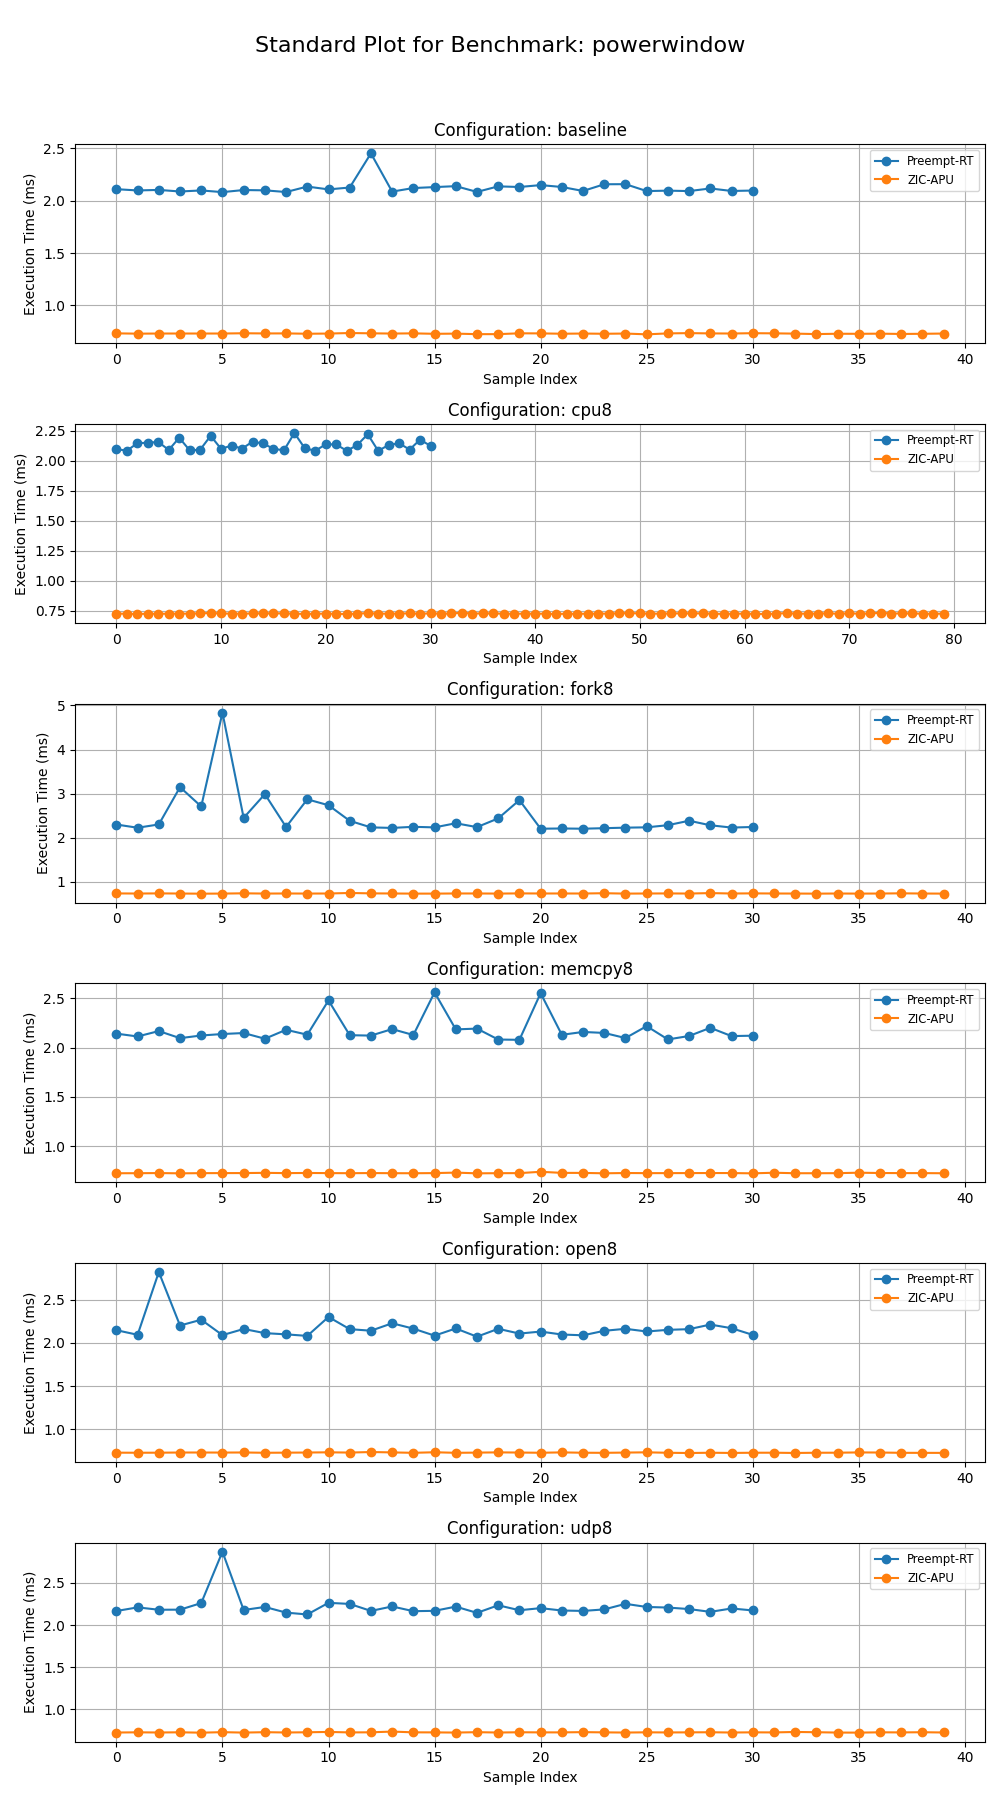 Standard Plot for Benchmark: powerwindow
Configuration: baseline
Execution Time (ms)
2.5
2.0
1.5
1.0
Preempt-RT
ZIC-APU
0 5 10 15 20 25 30 35 40
Sample Index
Configuration: cpu8
Execution Time (ms)
2.25
2.00
1.75
1.50
1.25
1.00
0.75
Preempt-RT
ZIC-APU
0 10 20 30 40 50 60 70 80
Sample Index
Configuration: fork8
Execution Time (ms)
5
4
3
2
1
Preempt-RT
ZIC-APU
0 5 10 15 20 25 30 35 40
Sample Index
Configuration: memcpy8
Execution Time (ms)
2.5
2.0
1.5
1.0
Preempt-RT
ZIC-APU
0 5 10 15 20 25 30 35 40
Sample Index
Configuration: open8
Execution Time (ms)
2.5
2.0
1.5
1.0
Preempt-RT
ZIC-APU
0 5 10 15 20 25 30 35 40
Sample Index
Configuration: udp8
Execution Time (ms)
2.5
2.0
1.5
1.0
Preempt-RT
ZIC-APU
0 5 10 15 20 25 30 35 40
Sample Index